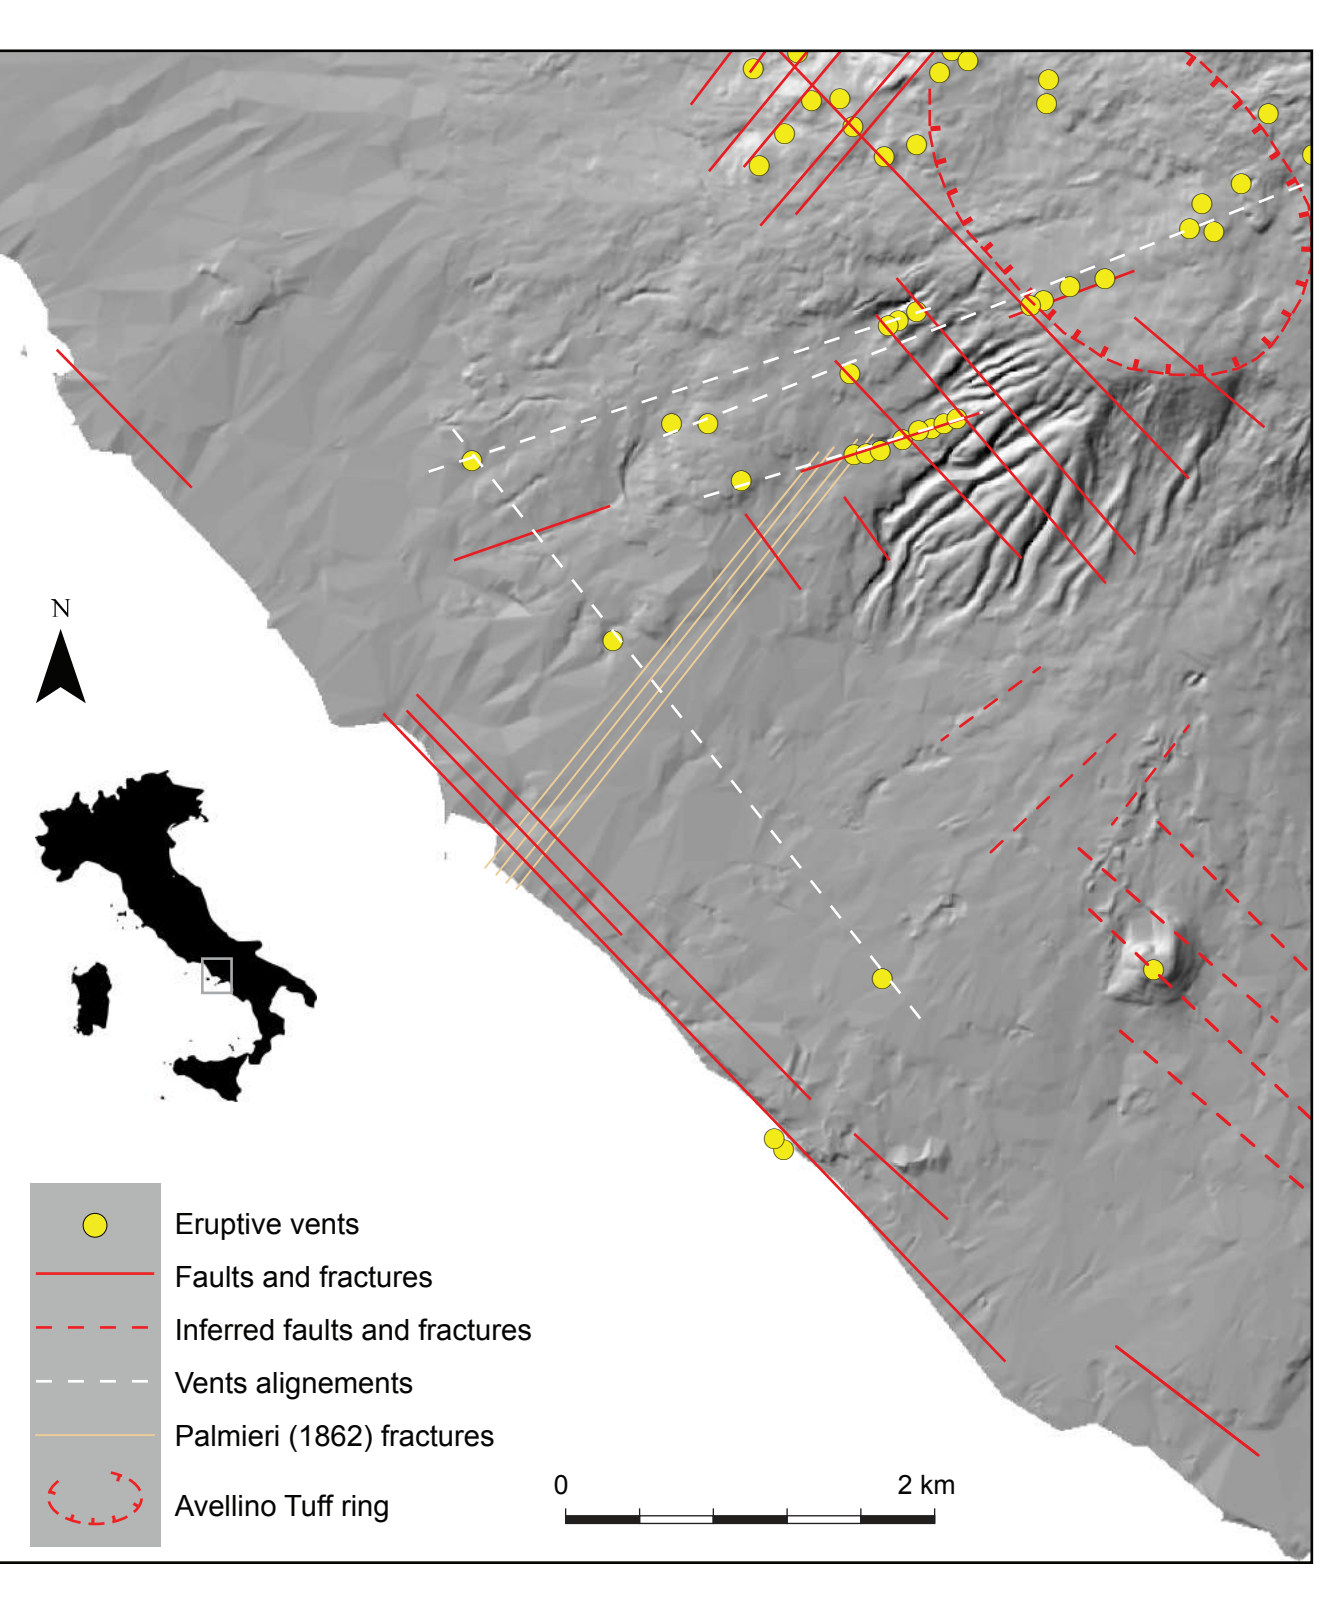 N
Eruptive vents
Faults and fractures
Inferred faults and fractures
Vents alignements
Palmieri (1862) fractures
Avellino Tuff ring
0 2 km